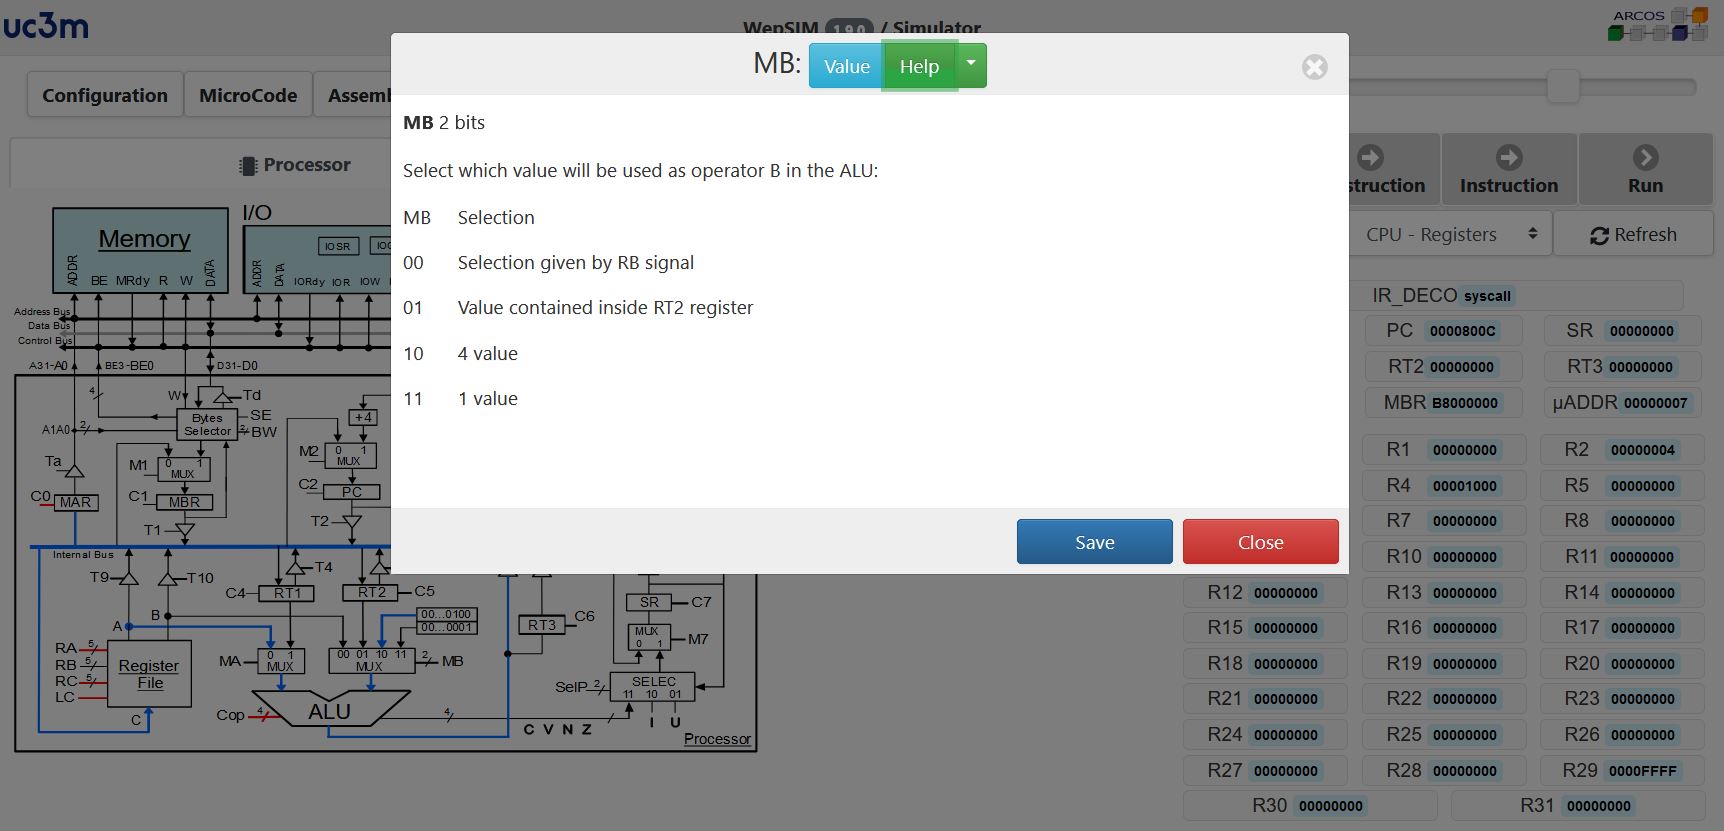 uc3m
WepSIM 1.9.0 / Simulator
ARCOS
MB: Value Help
Configuration MicroCode Assemb
MB 2 bits
Select which value will be used as operator B in the ALU:
MB Selection
00 Selection given by RB signal
01 Value contained inside RT2 register
10 4 value
11 1 value
Save Close
Processor
struction Instruction Run
CPU - Registers Refresh
IR_DECO syscall
PC 0000800C SR 00000000
RT2 00000000 RT3 00000000
MBR B8000000 µADDR 00000007
R1 00000000 R2 00000004
R4 00001000 R5 00000000
R7 00000000 R8 00000000
R10 00000000 R11 00000000
R12 00000000 R13 00000000 R14 00000000
R15 00000000 R16 00000000 R17 00000000
R18 00000000 R19 00000000 R20 00000000
R21 00000000 R22 00000000 R23 00000000
R24 00000000 R25 00000000 R26 00000000
R27 00000000 R28 00000000 R29 0000FFFF
R30 00000000 R31 00000000
I/O
Memory
IOSR
ADDR BE MRdy R W DATA
ADDR DATA IORdy IOR IOW
Address Bus
Data Bus
Control Bus
A31-A0 BE3-BE0 D31-D0
4 W Td
Bytes Selector SE
BW 2
A1A0 2
+4
Ta M1 0 1 MUX
M2 0 1 MUX
C0 MAR C1 MBR
C2 PC
T1 T2
Internal Bus
T9 T10 T4
C4 RT1 RT2 C5
SR C7
00...0100
00...0001
RT3 C6
B
A
MUX 0 1 M7
RA 5
RB 5
RC 5
LC
Register File
MA 0 1 MUX
00 01 10 11 MUX 2 MB
SelP 2 SELEC
11 10 01
Cop 4 ALU 4
C
C V N Z I U
Processor